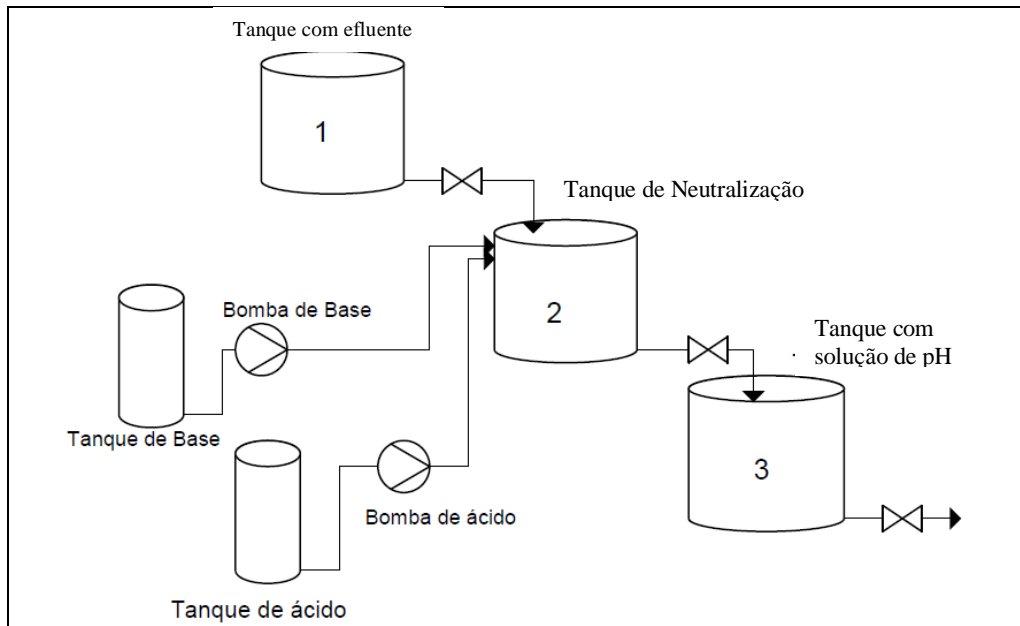 Tanque com efluente
1
Tanque de Neutralização
2
Bomba de Base
Tanque com
solução de pH
Tanque de Base
3
Bomba de ácido
Tanque de ácido